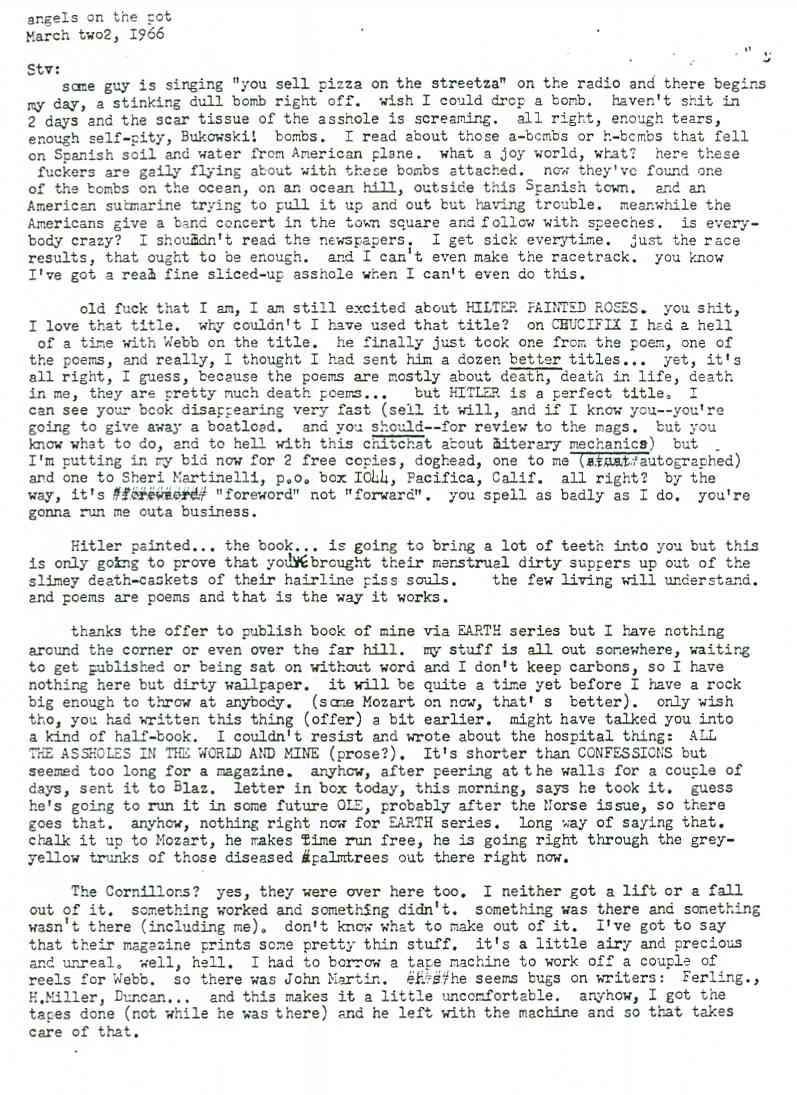 angels on the pot
March two2, 1966
Stv:
some guy is singing "you sell pizza on the streetza" on the radio and there begins
my day, a stinking dull bomb right off. wish I could drop a bomb. haven't shit in
2 days and the scar tissue of the asshole is screaming. all right, enough tears,
enough self-pity, Bukowski! bombs. I read about those a-bombs or h-bombs that fell
on Spanish soil and water from American plane. what a joy world, what? here these
fuckers are gaily flying about with these bombs attached. now they've found one
of the bombs on the ocean, on an ocean hill, outside this Spanish town. and an
American submarine trying to pull it up and out but having trouble. meanwhile the
Americans give a band concert in the town square and follow with speeches. is every-
body crazy? I shouldn't read the newspapers. I get sick everytime. just the race
results, that ought to be enough. and I can't even make the racetrack. you know
I've got a real fine sliced-up asshole when I can't even do this.
old fuck that I am, I am still excited about HILTER PAINTED ROSES. you shit,
I love that title. why couldn't I have used that title? on CRUCIFIX I had a hell
of a time with Webb on the title. he finally just took one from the poem, one of
the poems, and really, I thought I had sent him a dozen better titles... yet, it's
all right, I guess, because the poems are mostly about death, death in life, death
in me, they are pretty much death poems... but HITLER is a perfect title. I
can see your book disappearing very fast (sell it will, and if I know you--you're
going to give away a boatload. and you should--for review to the mags. but you
know what to do, and to hell with this chitchat about literary mechanics) but
I'm putting in my bid now for 2 free copies, doghead, one to me (autographed)
and one to Sheri Martinelli, p.o. box IO44, Pacifica, Calif. all right? by the
way, it's "foreword" not "forward". you spell as badly as I do. you're
gonna run me outa business.
Hitler painted... the book... is going to bring a lot of teeth into you but this
is only going to prove that you've brought their menstrual dirty suppers up out of the
slimey death-caskets of their hairline piss souls. the few living will understand.
and poems are poems and that is the way it works.
thanks the offer to publish book of mine via EARTH series but I have nothing
around the corner or even over the far hill. my stuff is all out somewhere, waiting
to get published or being sat on without word and I don't keep carbons, so I have
nothing here but dirty wallpaper. it will be quite a time yet before I have a rock
big enough to throw at anybody. (some Mozart on now, that' s better). only wish
tho, you had written this thing (offer) a bit earlier. might have talked you into
a kind of half-book. I couldn't resist and wrote about the hospital thing: ALL
THE ASSHOLES IN THE WORLD AND MINE (prose?). It's shorter than CONFESSIONS but
seemed too long for a magazine. anyhow, after peering at the walls for a couple of
days, sent it to Blaz. letter in box today, this morning, says he took it. guess
he's going to run it in some future OLE, probably after the Norse issue, so there
goes that. anyhow, nothing right now for EARTH series. long way of saying that.
chalk it up to Mozart, he makes time run free, he is going right through the grey-
yellow trunks of those diseased palmtrees out there right now.
The Cornillons? yes, they were over here too. I neither got a lift or a fall
out of it. something worked and something didn't. something was there and something
wasn't there (including me). don't know what to make out of it. I've got to say
that their magazine prints some pretty thin stuff. it's a little airy and precious
and unreal. well, hell. I had to borrow a tape machine to work off a couple of
reels for Webb. so there was John Martin. he seems bugs on writers: Ferling.,
H.Miller, Duncan... and this makes it a little uncomfortable. anyhow, I got the
tapes done (not while he was there) and he left with the machine and so that takes
care of that.